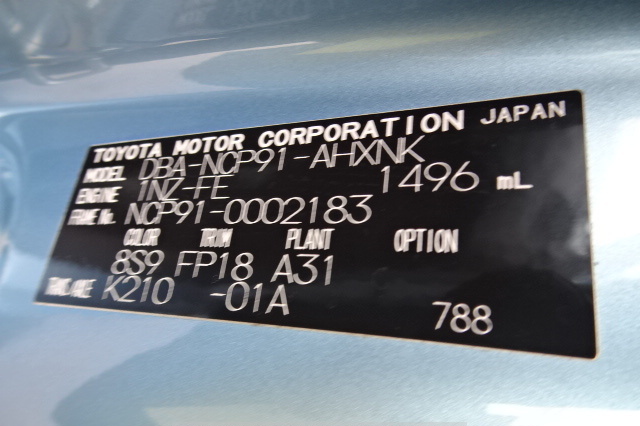 TOYOTA MOTOR CORPORATION JAPAN
MODEL DBA-NCP91-AHXNK
ENGINE 1NZ-FE 1496 mL
FRAME No. NCP91-0002183
COLOR TRIM PLANT OPTION
8S9 FP18 A31
TRANS./AXLE K210 -01A
788